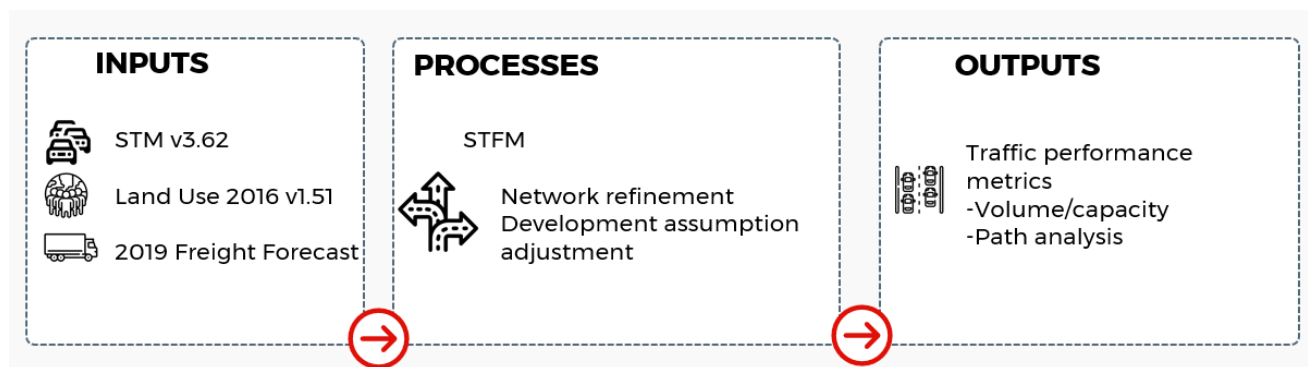 INPUTS
STM v3.62
Land Use 2016 v1.51
2019 Freight Forecast
PROCESSES
STFM
Network refinement
Development assumption
adjustment
OUTPUTS
Traffic performance
metrics
-Volume/capacity
-Path analysis